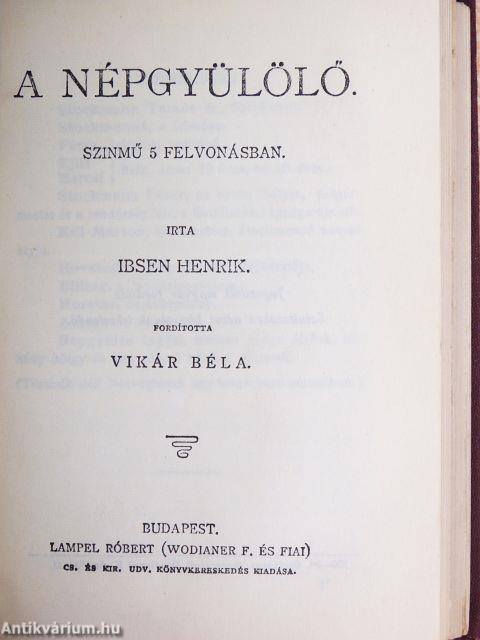 A NÉPGYÜLÖLŐ.
SZINMŰ 5 FELVONÁSBAN.
IRTA
IBSEN HENRIK.
FORDÍTOTTA
VIKÁR BÉLA.
BUDAPEST.
LAMPEL RÓBERT (WODIANER F. ÉS FIAI)
CS. ÉS KIR. UDV. KÖNYVKERESKEDÉS KIADÁSA.
Antikvárium.hu